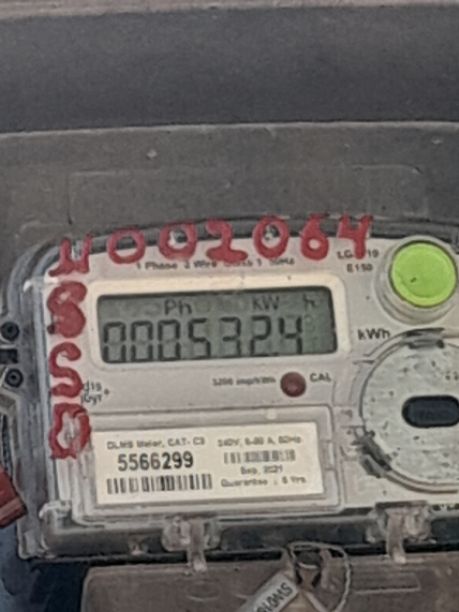 N002064
B
S
D
1 Phase 2 Wire
E150
Ph kW h
0005324
kWh
3200 imp/kWh CAL
DLMS Meter, CAT- C3
240V, 5-30 A, 50Hz
5566299
Sep, 2021
Guarantee : 5 Yrs.